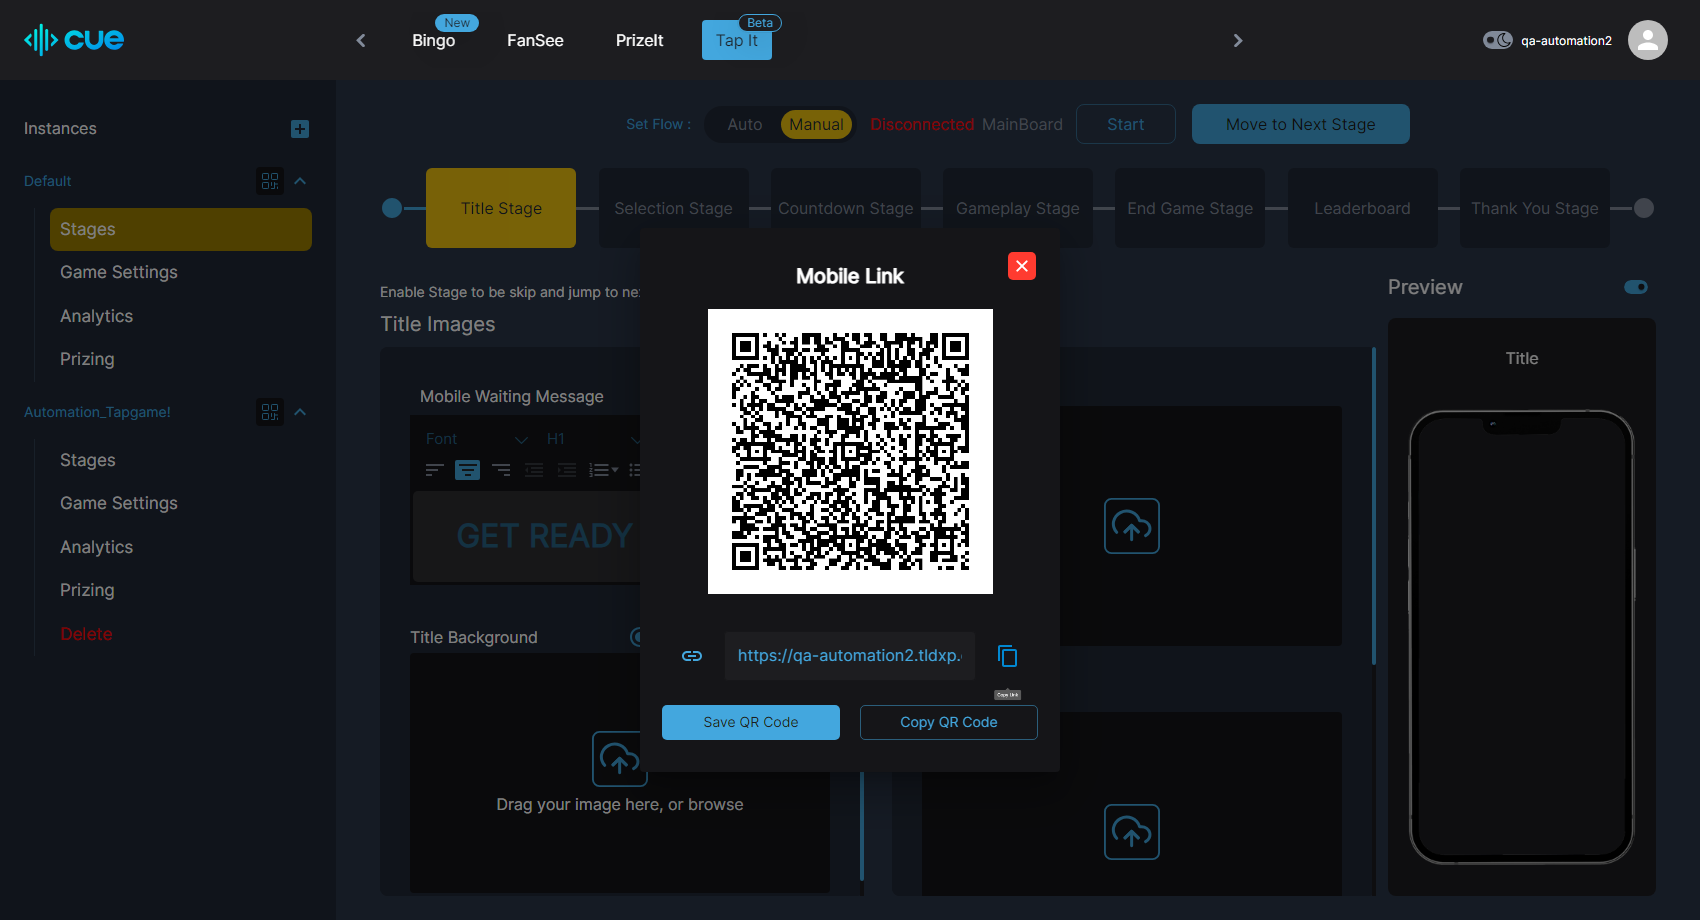 cue
Bingo
New
FanSee
PrizeIt
Tap It
Beta
qa-automation2
Instances
Default
Stages
Game Settings
Analytics
Prizing
Automation_Tapgame!
Stages
Game Settings
Analytics
Prizing
Delete
Set Flow :
Auto
Manual
Disconnected
MainBoard
Start
Move to Next Stage
Title Stage
Selection Stage
Countdown Stage
Gameplay Stage
End Game Stage
Leaderboard
Thank You Stage
Enable Stage to be skip and jump to ne
Title Images
Mobile Waiting Message
Font
H1
GET READY
Title Background
Drag your image here, or browse
Mobile Link
https://qa-automation2.tldxp.
Copy Link
Save QR Code
Copy QR Code
Preview
Title